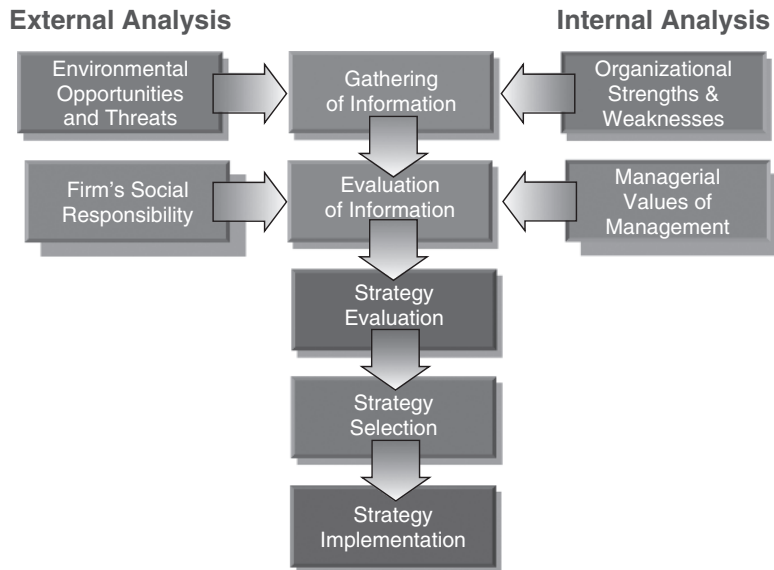 External Analysis
Internal Analysis
Environmental
Opportunities
and Threats
Gathering
of Information
Organizational
Strengths &
Weaknesses
Firm's Social
Responsibility
Evaluation
of Information
Managerial
Values of
Management
Strategy
Evaluation
Strategy
Selection
Strategy
Implementation